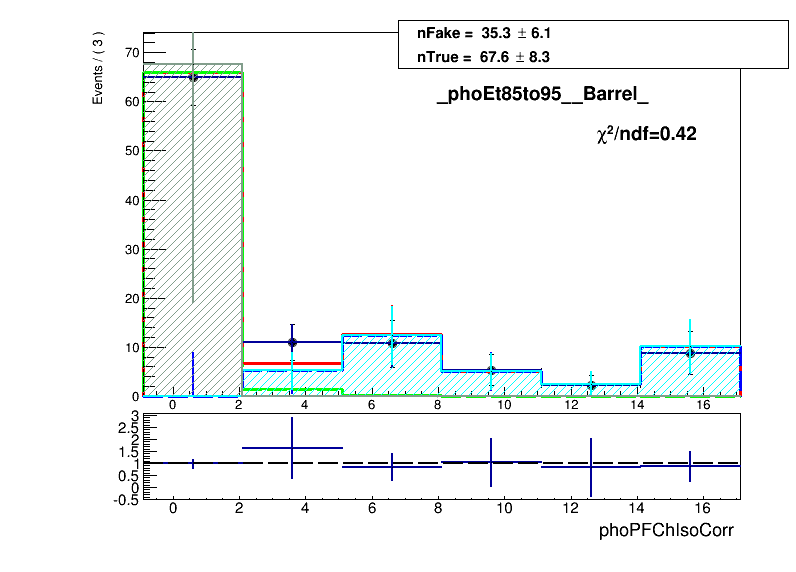 nFake = 35.3 ± 6.1
nTrue = 67.6 ± 8.3
Events / ( 3 )
_phoEt85to95__Barrel_
χ²/ndf=0.42
70
60
50
40
30
20
10
0
0 2 4 6 8 10 12 14 16
3
2.5
2
1.5
1
0.5
0
-0.5
0 2 4 6 8 10 12 14 16
phoPFChIsoCorr